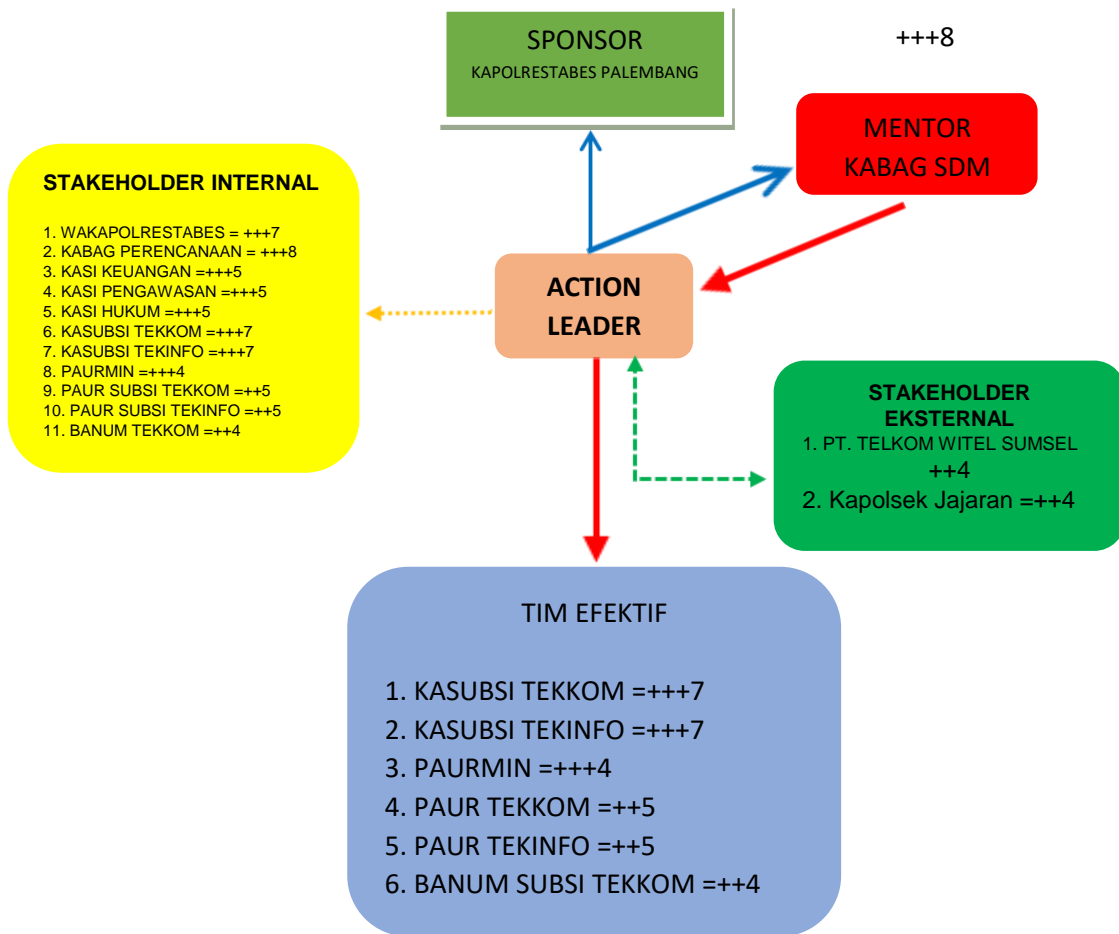 SPONSOR
KAPOLRESTABES PALEMBANG
+++8
MENTOR
KABAG SDM
STAKEHOLDER INTERNAL
1. WAKAPOLRESTABES = +++7
2. KABAG PERENCANAAN = +++8
3. KASI KEUANGAN =+++5
4. KASI PENGAWASAN =+++5
5. KASI HUKUM =+++5
6. KASUBSI TEKKOM =+++7
7. KASUBSI TEKINFO =+++7
8. PAURMIN =+++4
9. PAUR SUBSI TEKKOM =++5
10. PAUR SUBSI TEKINFO =++5
11. BANUM TEKKOM =++4
ACTION
LEADER
STAKEHOLDER
EKSTERNAL
1. PT. TELKOM WITEL SUMSEL
++4
2. Kapolsek Jajaran =++4
TIM EFEKTIF
1. KASUBSI TEKKOM =+++7
2. KASUBSI TEKINFO =+++7
3. PAURMIN =+++4
4. PAUR TEKKOM =++5
5. PAUR TEKINFO =++5
6. BANUM SUBSI TEKKOM =++4